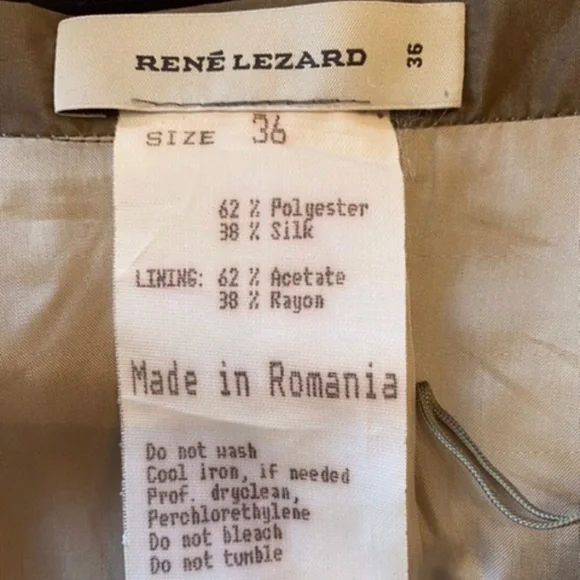 RENÉ LEZARD 36
SIZE 36
62 % Polyester
38 % Silk
LINING: 62 % Acetate
38 % Rayon
Made in Romania
Do not wash
Cool iron, if needed
Prof. dryclean,
Perchlorethylene
Do not bleach
Do not tumble